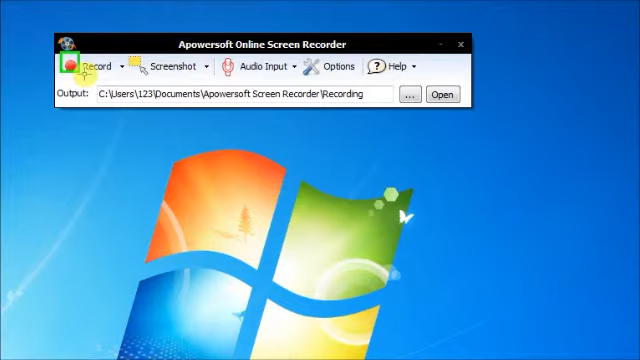 Apowersoft Online Screen Recorder
Record Screenshot Audio Input Options ? Help
Output: C:\Users\123\Documents\Apowersoft Screen Recorder\Recording ... Open